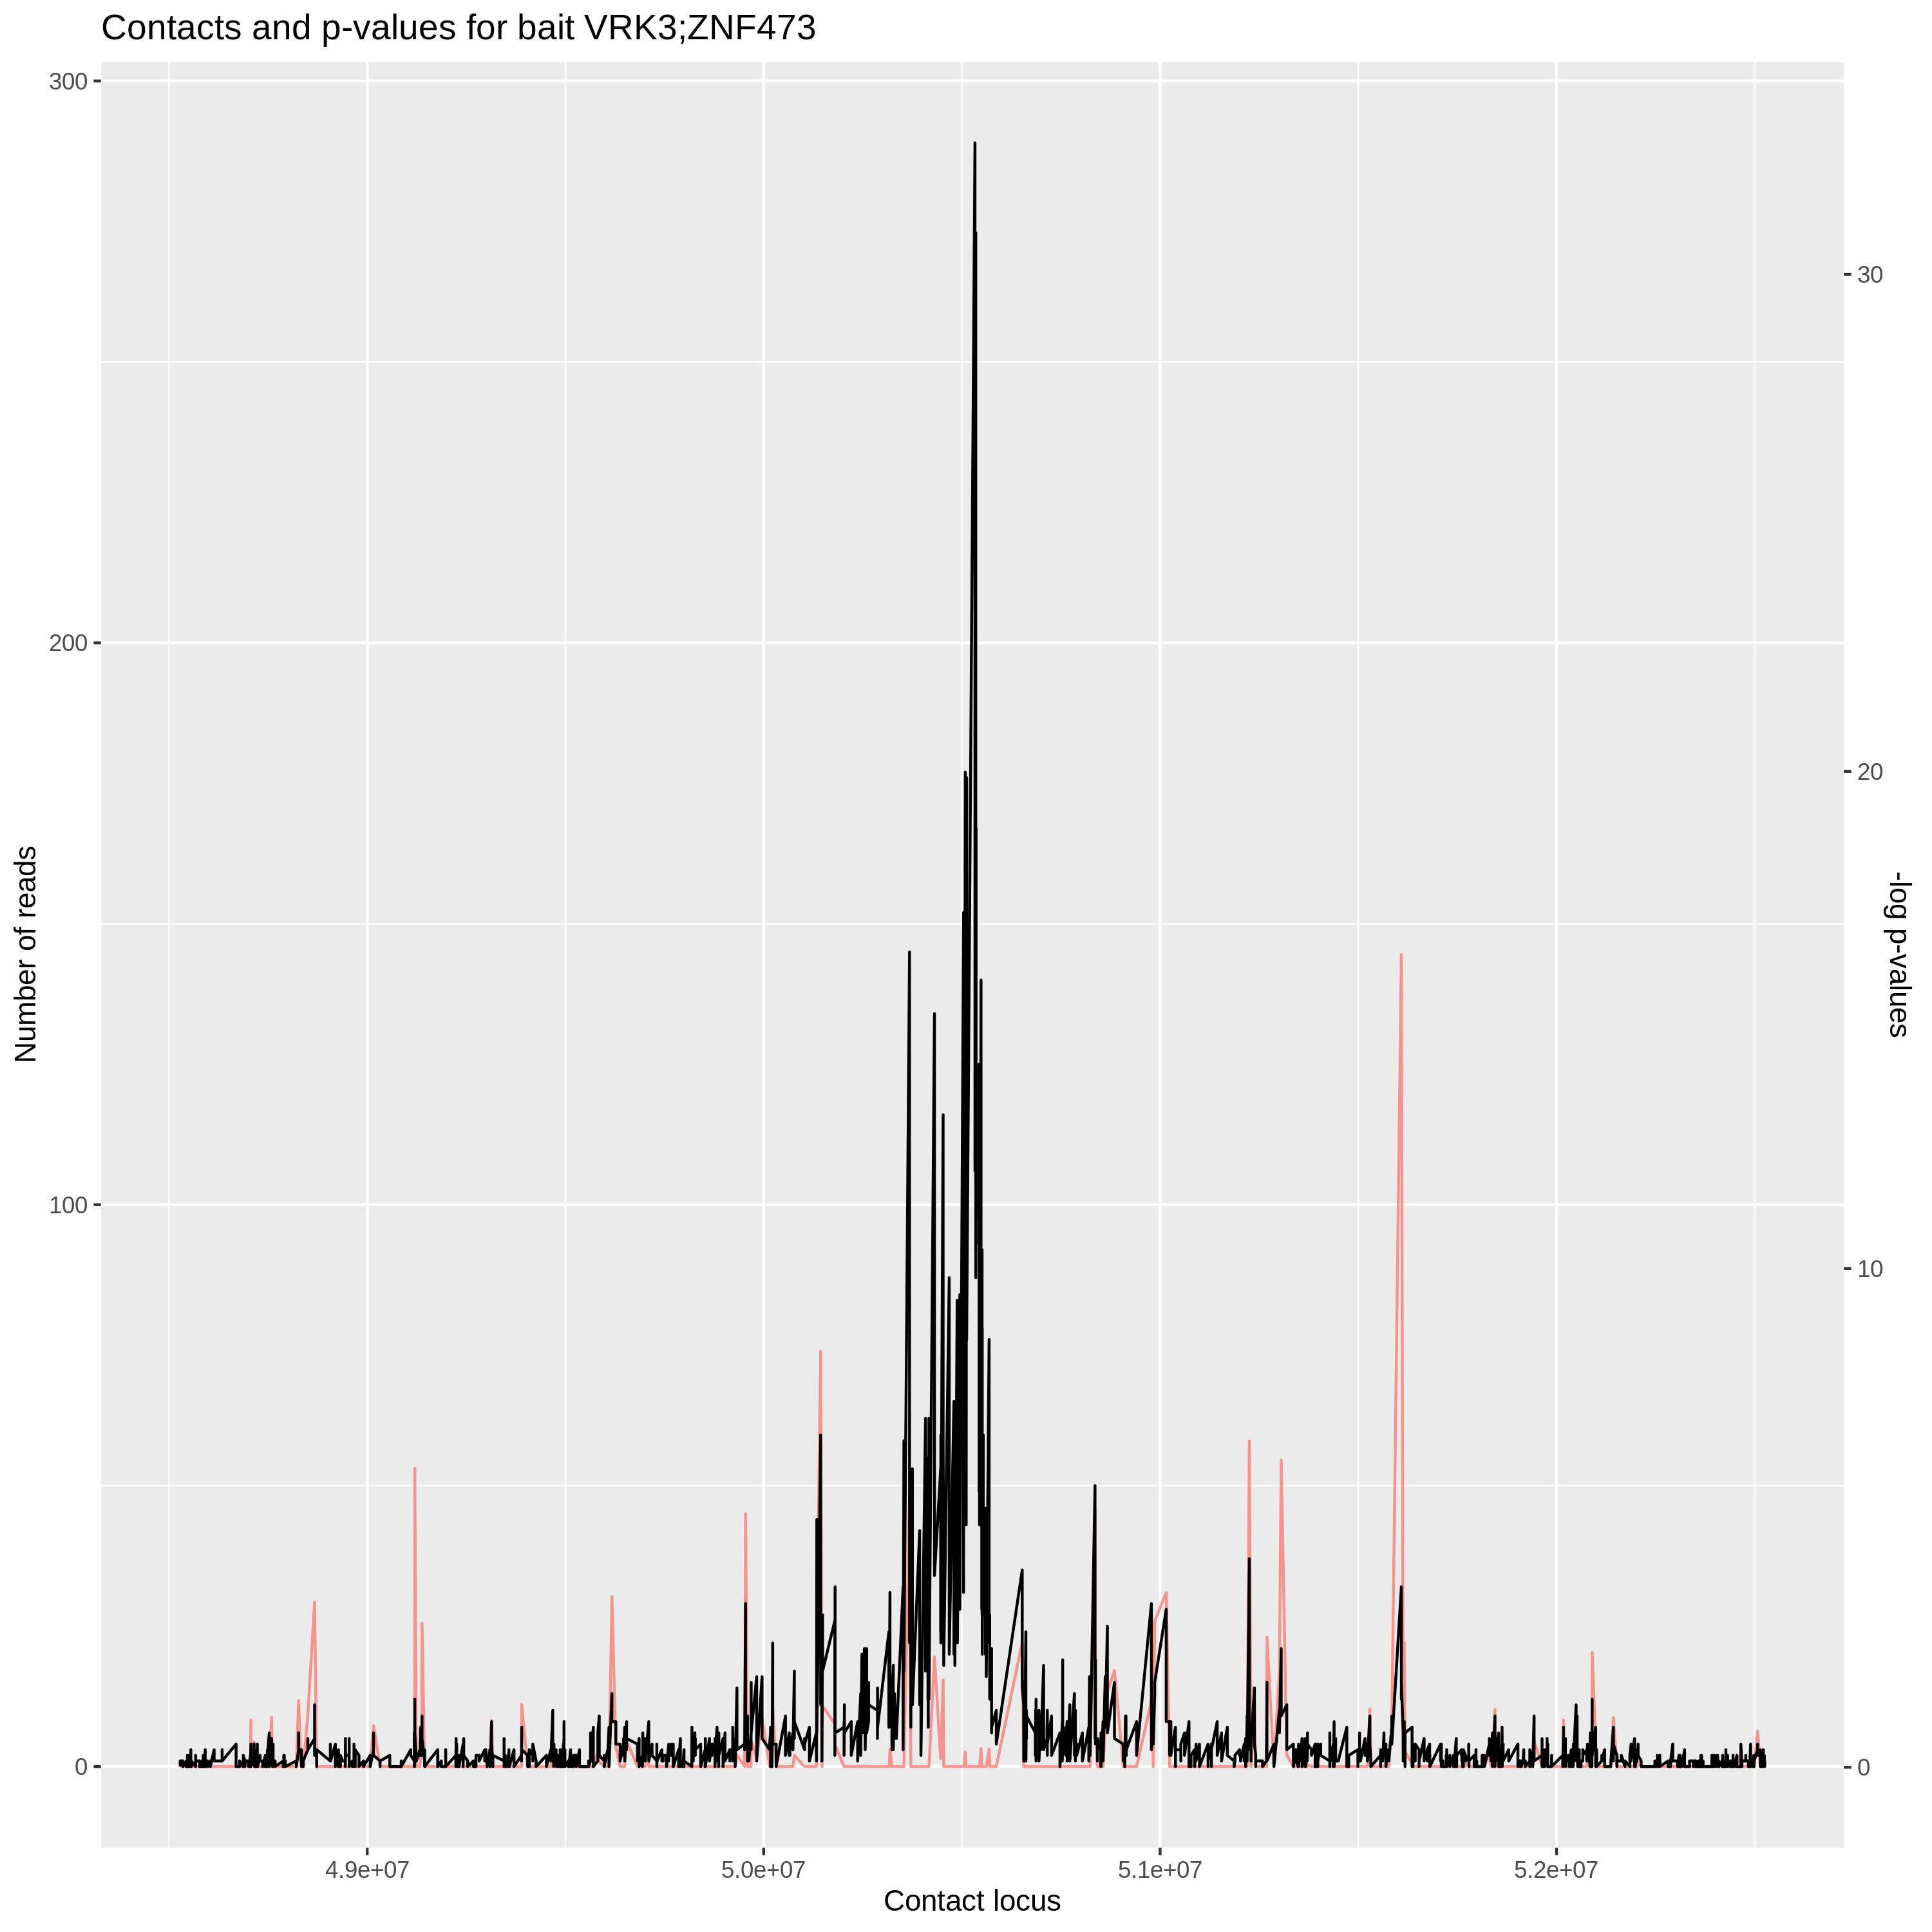 Contacts and p-values for bait VRK3;ZNF473
300
200
100
0
Number of reads
30
20
10
0
-log p-values
4.9e+07
5.0e+07
5.1e+07
5.2e+07
Contact locus